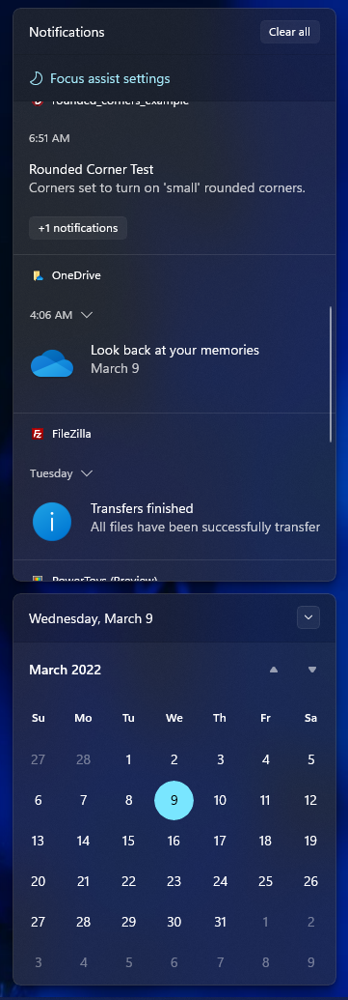 Notifications
Clear all
Focus assist settings
rounded_corners_example
6:51 AM
Rounded Corner Test
Corners set to turn on 'small' rounded corners.
+1 notifications
OneDrive
4:06 AM
Look back at your memories
March 9
FileZilla
Tuesday
Transfers finished
All files have been successfully transfer
PowerToys (Preview)
Wednesday, March 9
March 2022
Su Mo Tu We Th Fr Sa
27 28 1 2 3 4 5
6 7 8 9 10 11 12
13 14 15 16 17 18 19
20 21 22 23 24 25 26
27 28 29 30 31 1 2
3 4 5 6 7 8 9